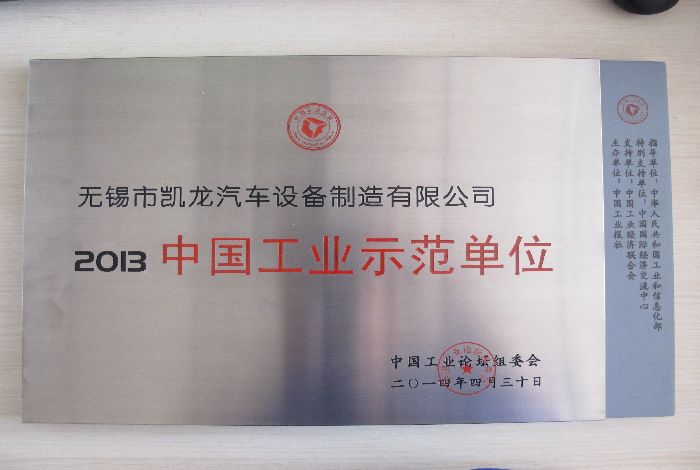 无锡市凯龙汽车设备制造有限公司
2013 中国工业示范单位
中国工业论坛组委会
二〇一四年四月三十日
指导单位：中华人民共和国工业和信息化部
特别支持单位：中国国际经济交流中心
支持单位：中国工业经济联合会
主办单位：中国工业报社